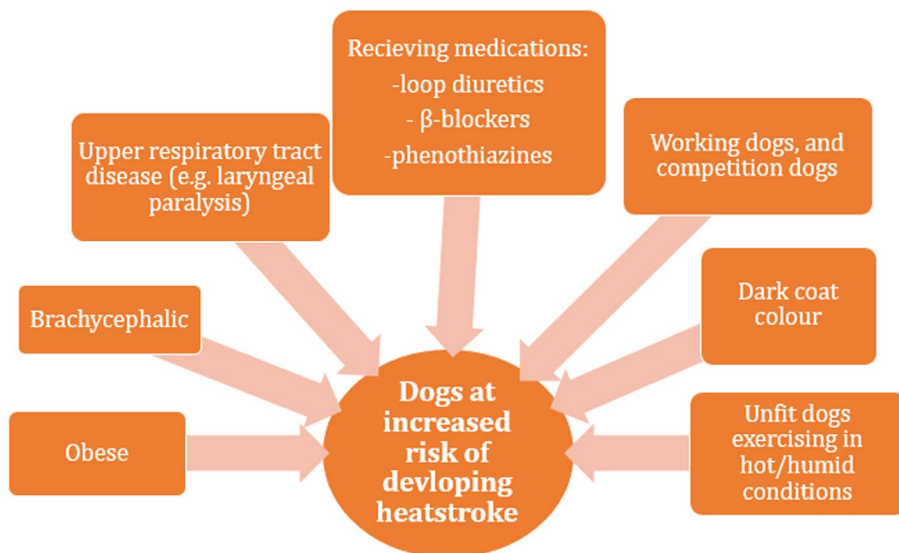 Recieving medications:
-loop diuretics
- β-blockers
-phenothiazines
Upper respiratory tract
disease (e.g. laryngeal
paralysis)
Working dogs, and
competition dogs
Brachycephalic
Dark coat
colour
Obese
Dogs at
increased
risk of
devloping
heatstroke
Unfit dogs
exercising in
hot/humid
conditions